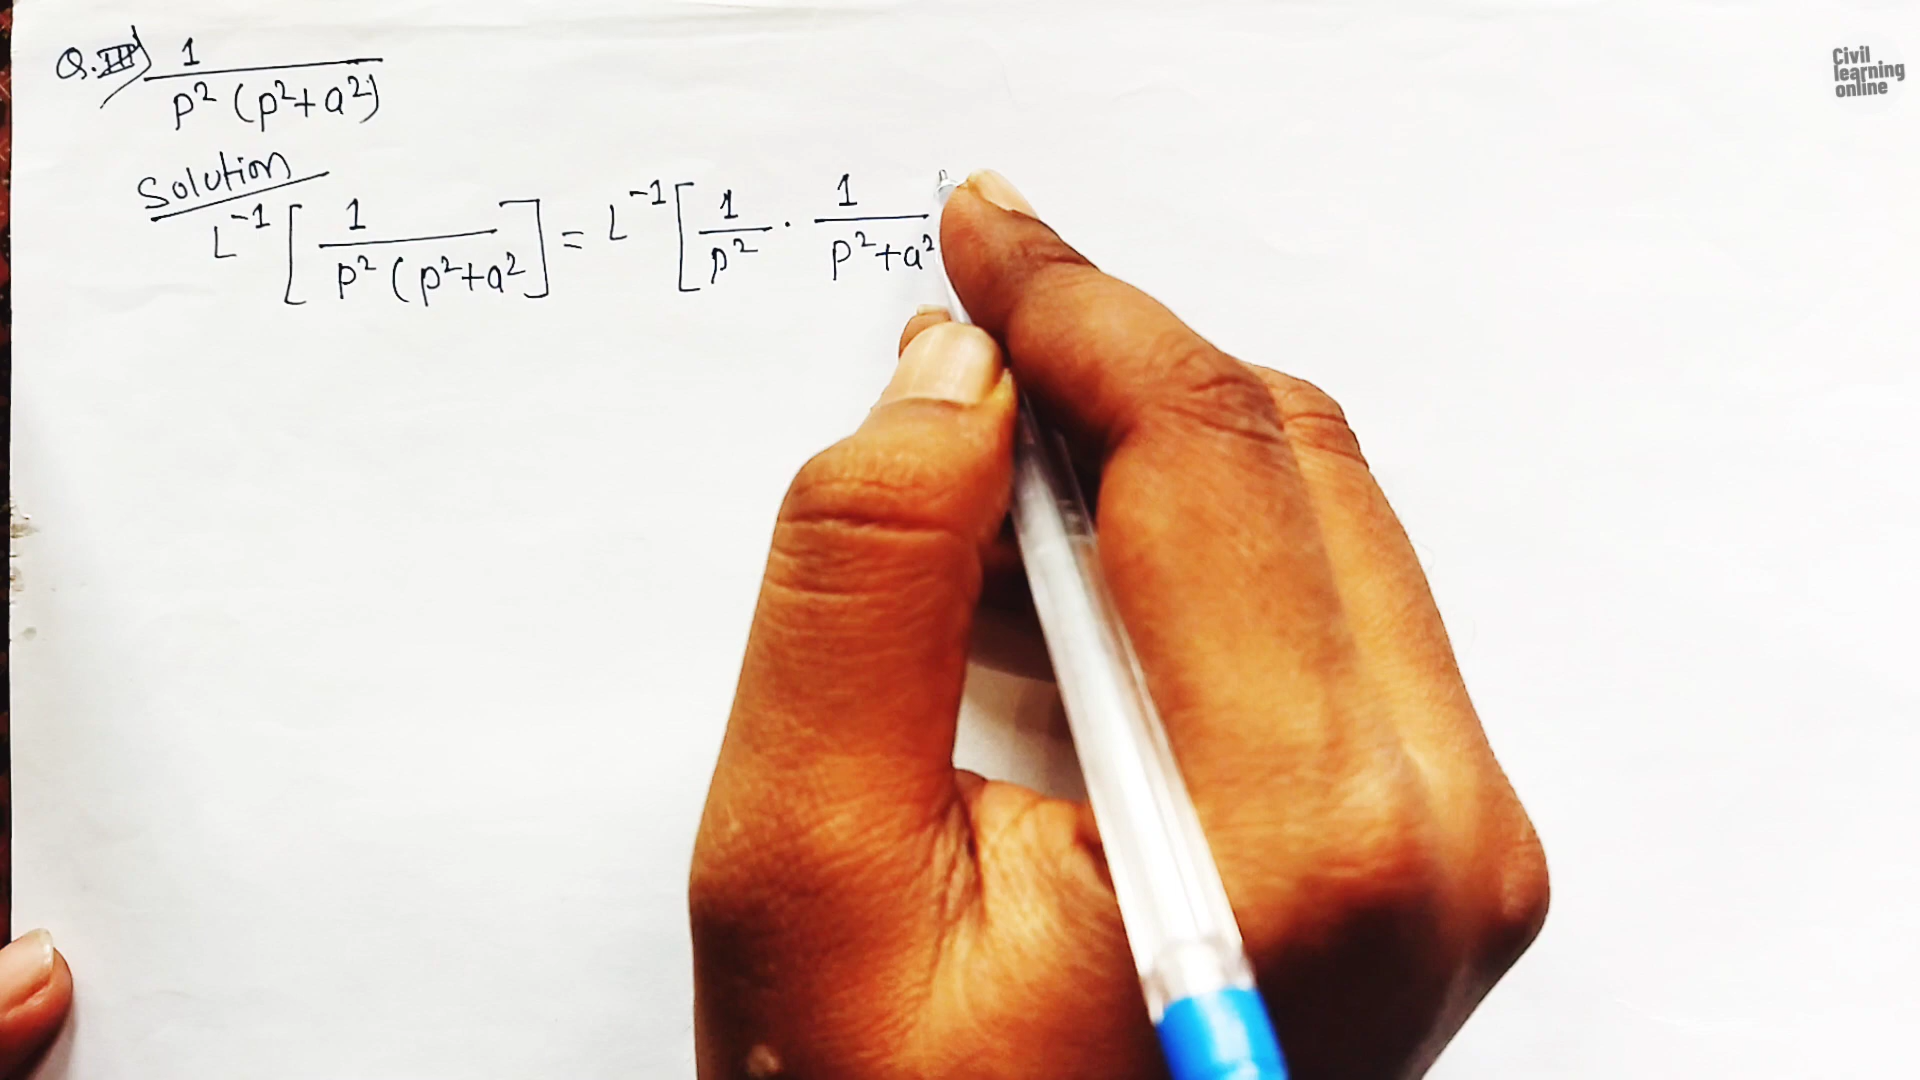 Q.III) 1 / p² (p²+a²)
Solution
L⁻¹ [ 1 / p² (p²+a² ] = L⁻¹ [ 1 / p² · 1 / p²+a²
Civil
learning
online